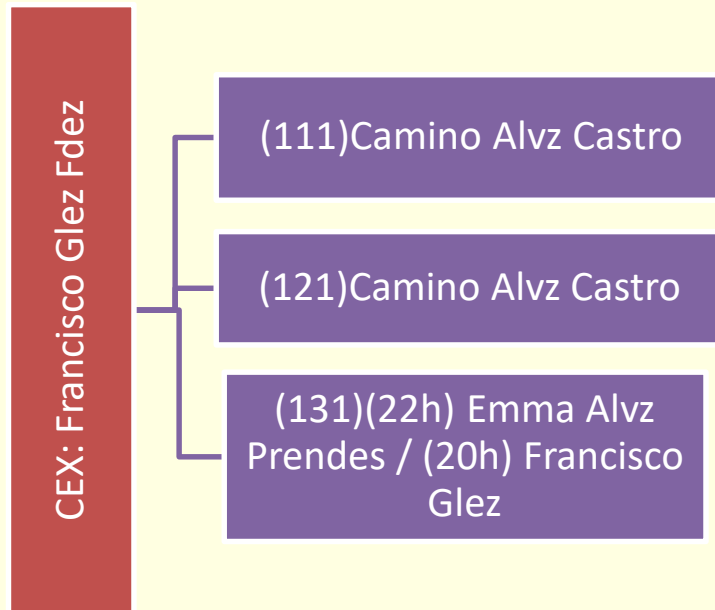 CEX: Francisco Glez Fdez
(111)Camino Alvz Castro
(121)Camino Alvz Castro
(131)(22h) Emma Alvz
Prendes / (20h) Francisco
Glez